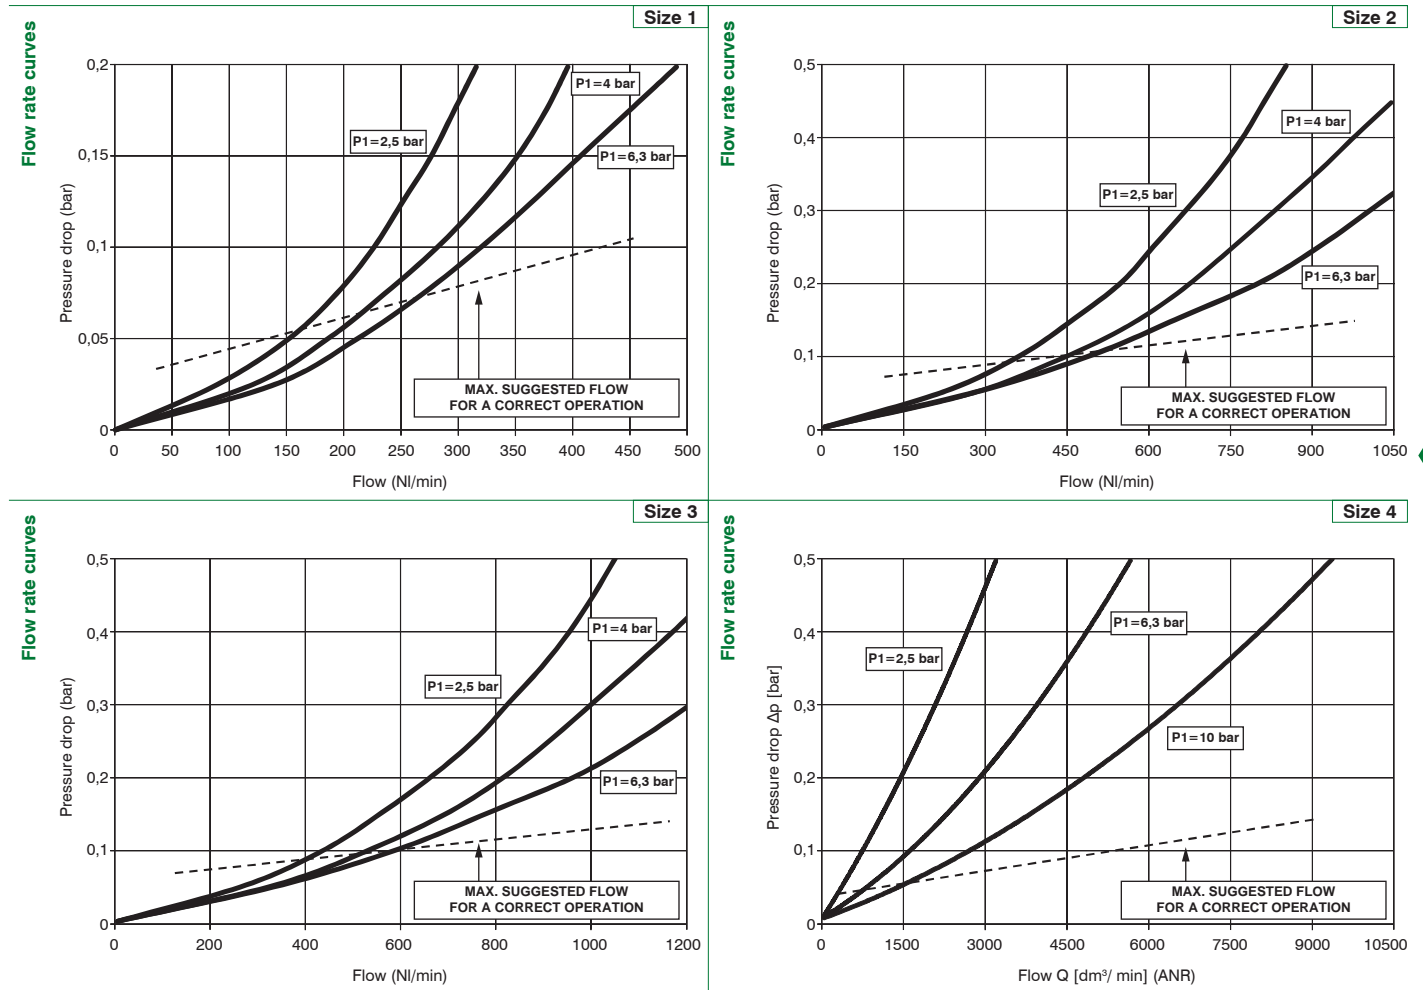 Size 1
Flow rate curves
Pressure drop (bar)
0,2
0,15
0,1
0,05
0
P1=2,5 bar
P1=4 bar
P1=6,3 bar
MAX. SUGGESTED FLOW
FOR A CORRECT OPERATION
0 50 100 150 200 250 300 350 400 450 500
Flow (Nl/min)
Size 2
Flow rate curves
Pressure drop (bar)
0,5
0,4
0,3
0,2
0,1
0
P1=4 bar
P1=2,5 bar
P1=6,3 bar
MAX. SUGGESTED FLOW
FOR A CORRECT OPERATION
0 150 300 450 600 750 900 1050
Flow (Nl/min)
Size 3
Flow rate curves
Pressure drop (bar)
0,5
0,4
0,3
0,2
0,1
0
P1=4 bar
P1=2,5 bar
P1=6,3 bar
MAX. SUGGESTED FLOW
FOR A CORRECT OPERATION
0 200 400 600 800 1000 1200
Flow (Nl/min)
Size 4
Flow rate curves
Pressure drop Δp [bar]
0,5
0,4
0,3
0,2
0,1
0
P1=6,3 bar
P1=2,5 bar
P1=10 bar
MAX. SUGGESTED FLOW
FOR A CORRECT OPERATION
0 1500 3000 4500 6000 7500 9000 10500
Flow Q [dm³/ min] (ANR)